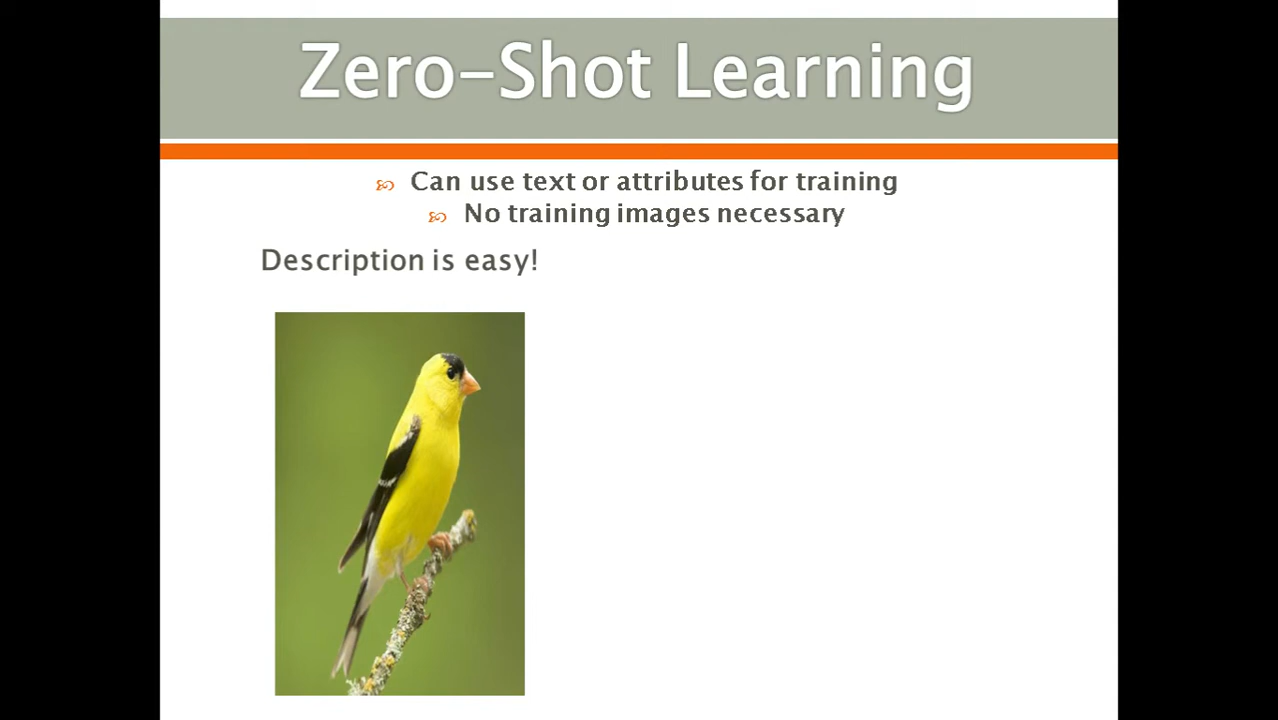 Zero-Shot Learning
Can use text or attributes for training
No training images necessary
Description is easy!